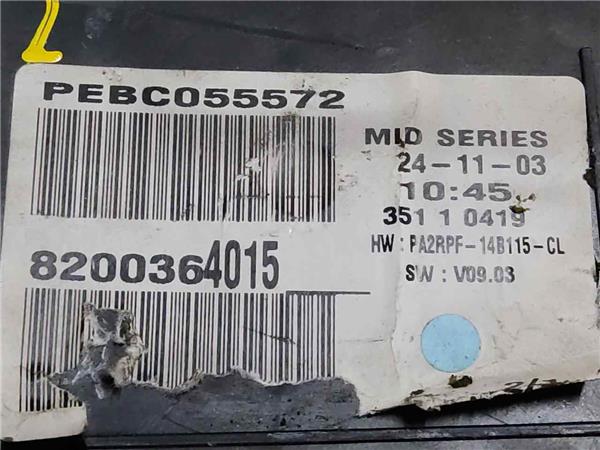 PEBC055572
MID SERIES
24-11-03
10:45
351 1 0419
HW : PA2RPF-14B115-CL
SW : V09.03
8200364015